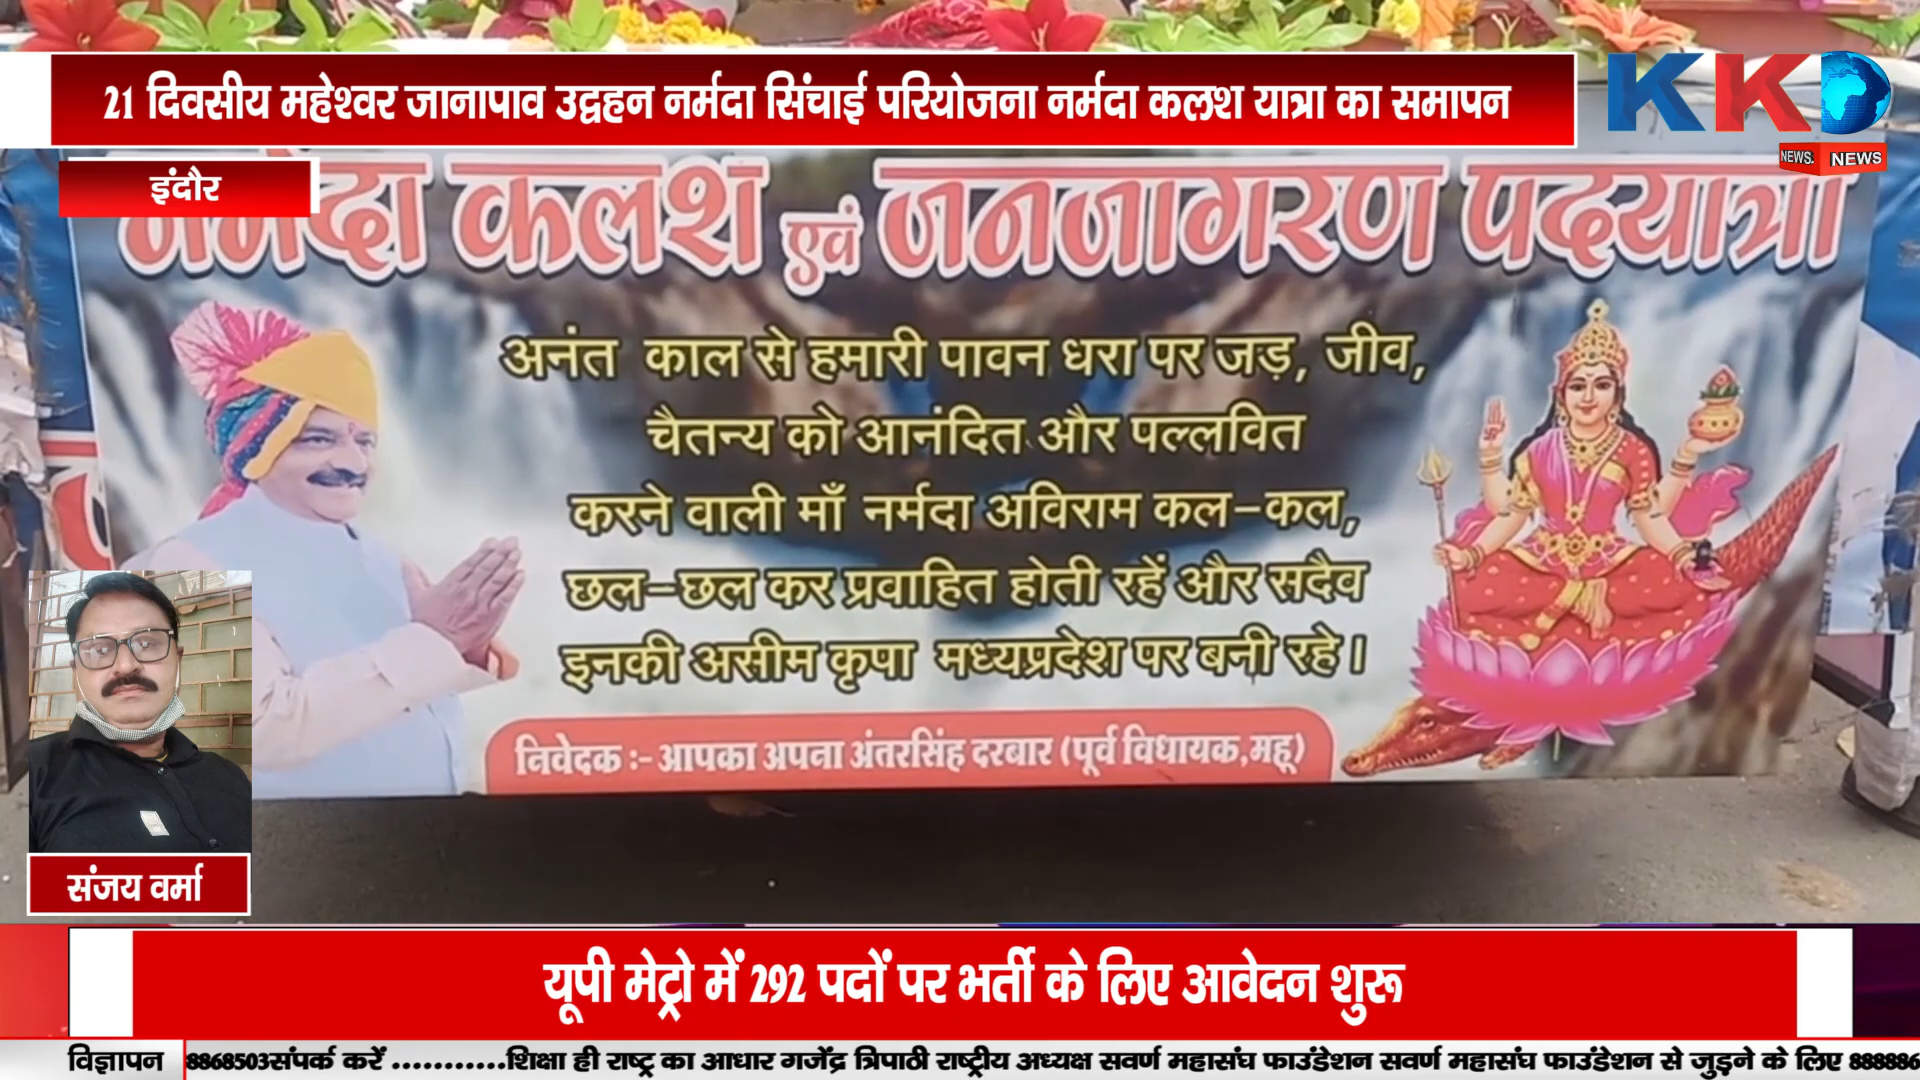 21 दिवसीय महेश्वर जानापाव उद्वहन नर्मदा सिंचाई परियोजना नर्मदा कलश यात्रा का समापन
KKD
NEWS. NEWS
इंदौर
नर्मदा कलश एवं जनजागरण पदयात्रा
अनंत काल से हमारी पावन धरा पर जड़, जीव,
चैतन्य को आनंदित और पल्लवित
करने वाली माँ नर्मदा अविराम कल-कल,
छल-छल कर प्रवाहित होती रहें और सदैव
इनकी असीम कृपा मध्यप्रदेश पर बनी रहे।
निवेदक :- आपका अपना अंतरसिंह दरबार (पूर्व विधायक,महू)
संजय वर्मा
यूपी मेट्रो में 292 पदों पर भर्ती के लिए आवेदन शुरू
विज्ञापन 8868503संपर्क करें ...........शिक्षा ही राष्ट्र का आधार गजेंद्र त्रिपाठी राष्ट्रीय अध्यक्ष सवर्ण महासंघ फाउंडेशन सवर्ण महासंघ फाउंडेशन से जुड़ने के लिए 888886